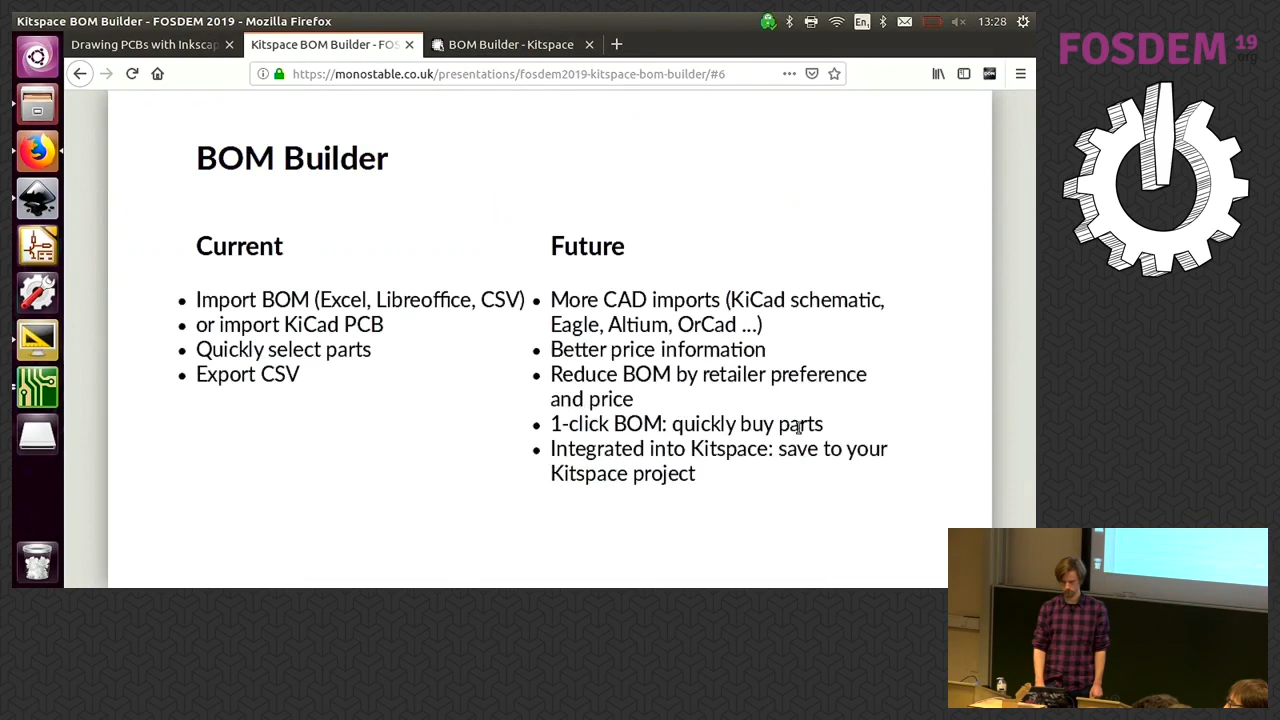 Kitspace BOM Builder - FOSDEM 2019 - Mozilla Firefox
En
13:28
Drawing PCBs with Inkscap
Kitspace BOM Builder - FOS
BOM Builder - Kitspace
https://monostable.co.uk/presentations/fosdem2019-kitspace-bom-builder/#6
BOM Builder
Current
• Import BOM (Excel, Libreoffice, CSV)
• or import KiCad PCB
• Quickly select parts
• Export CSV
Future
• More CAD imports (KiCad schematic,
Eagle, Altium, OrCad ...)
• Better price information
• Reduce BOM by retailer preference
and price
• 1-click BOM: quickly buy parts
• Integrated into Kitspace: save to your
Kitspace project
FOSDEM 19
.org